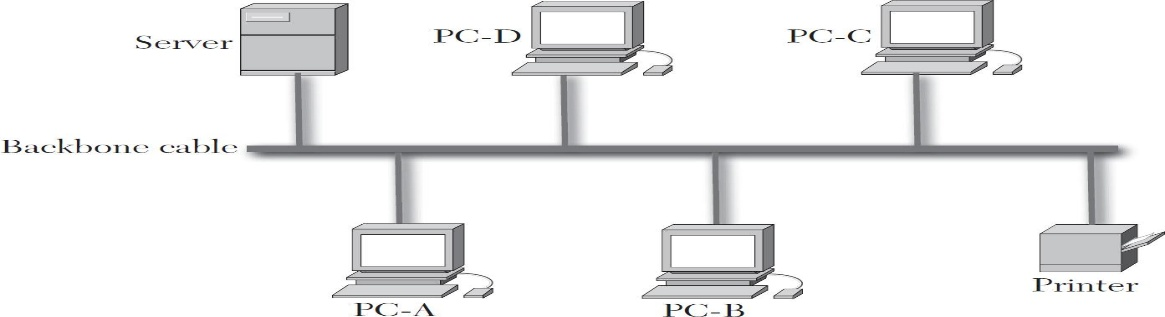 Server
PC-D
PC-C
Backbone cable
PC-A
PC-B
Printer